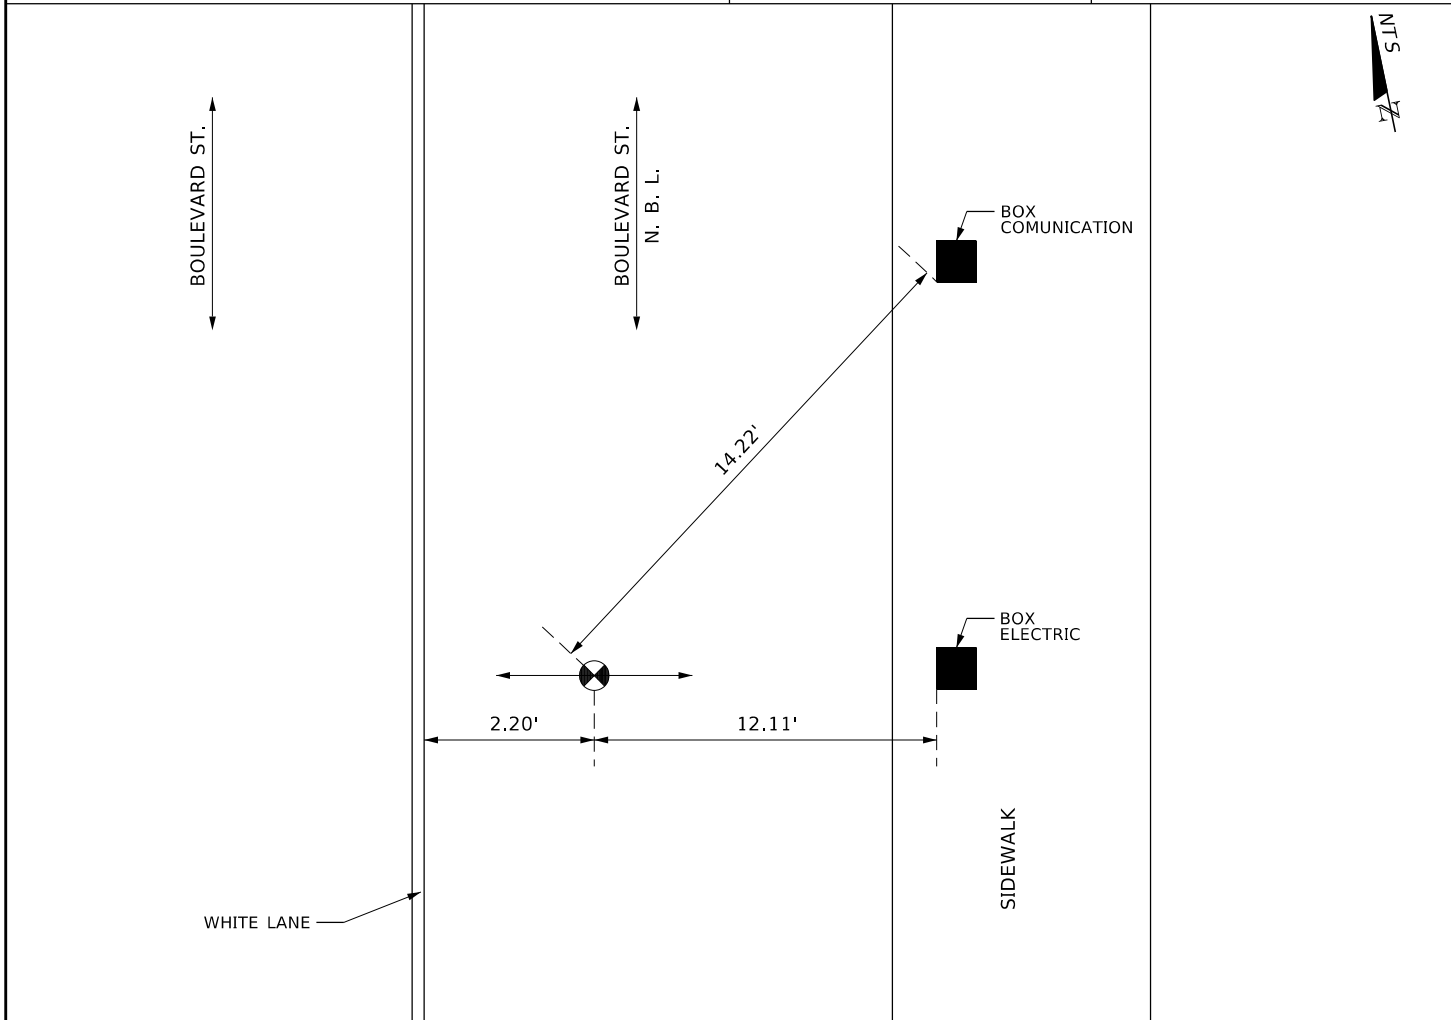 NTS
N
BOULEVARD ST.
BOULEVARD ST.
N. B. L.
BOX
COMUNICATION
14.22'
BOX
ELECTRIC
2.20'
12.11'
SIDEWALK
WHITE LANE